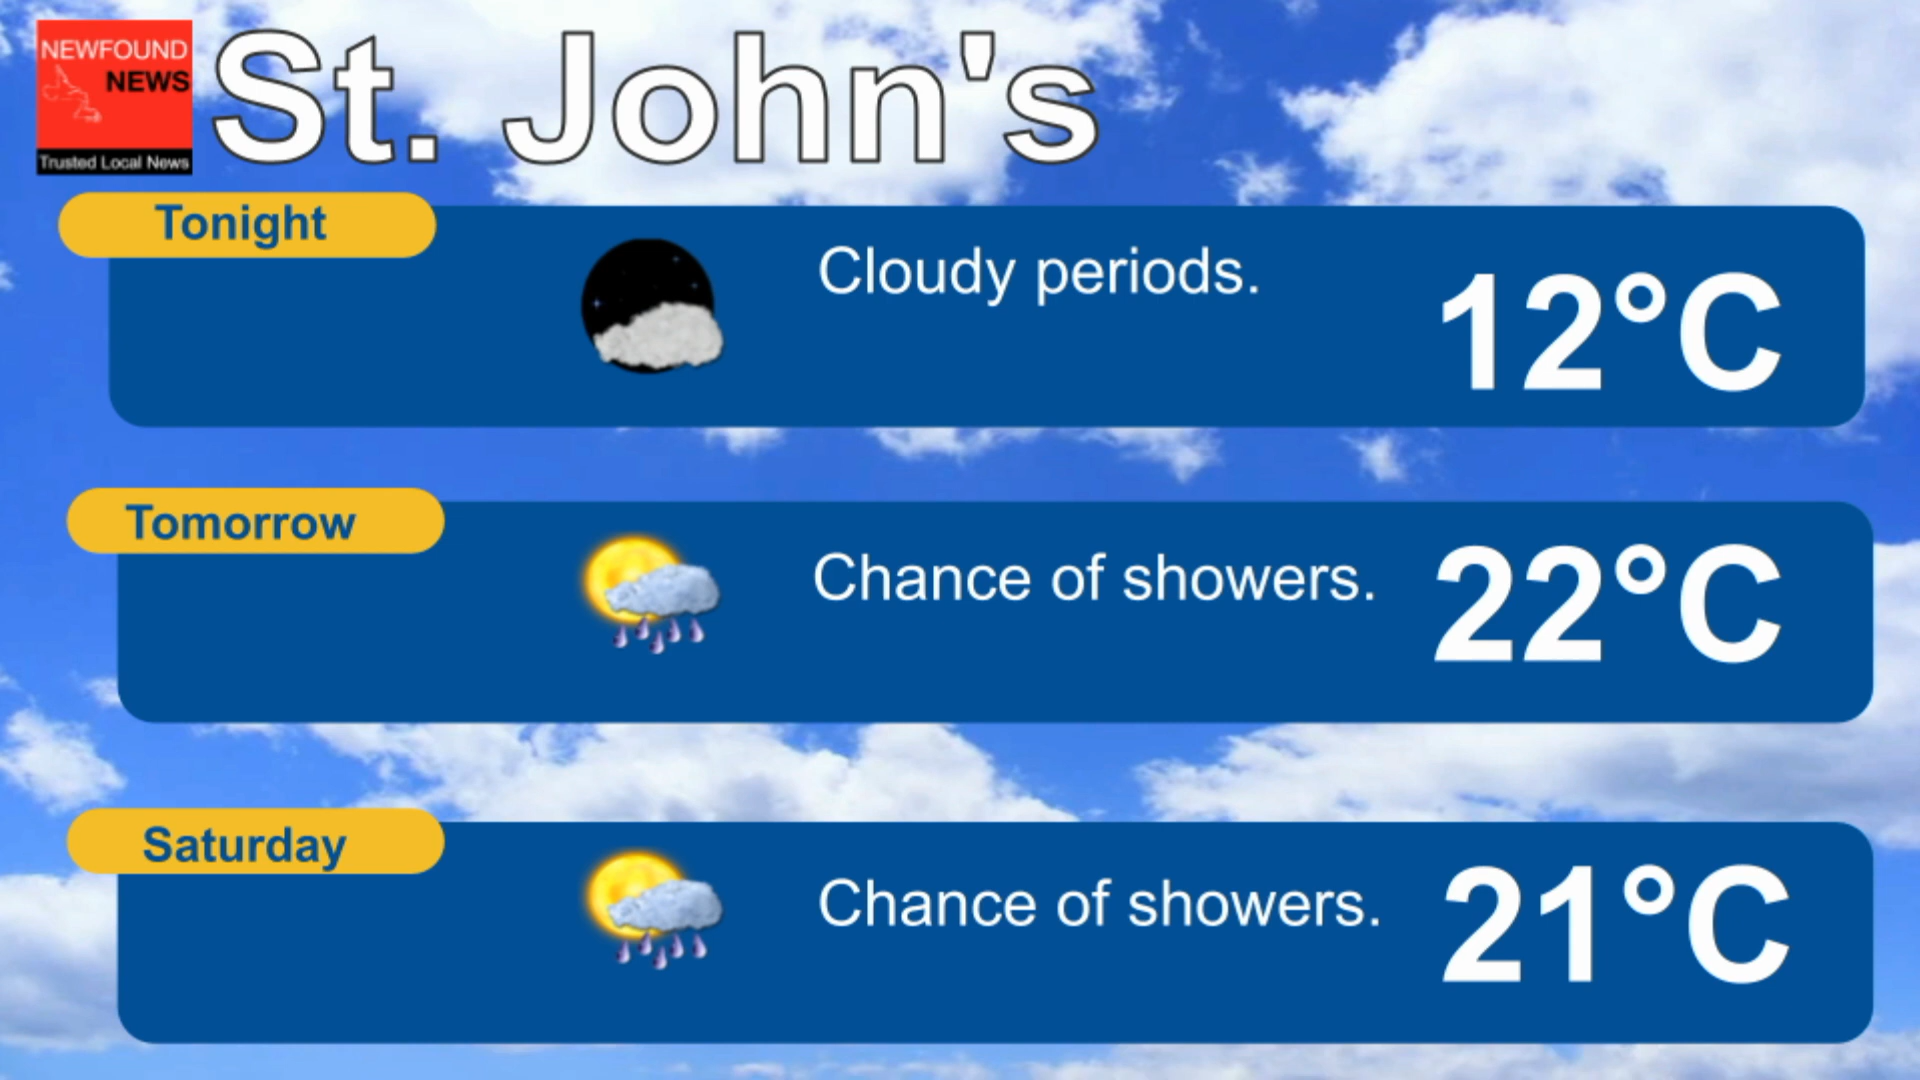 NEWFOUND
NEWS
Trusted Local News
St. John's
Tonight
Cloudy periods.
12°C
Tomorrow
Chance of showers.
22°C
Saturday
Chance of showers.
21°C